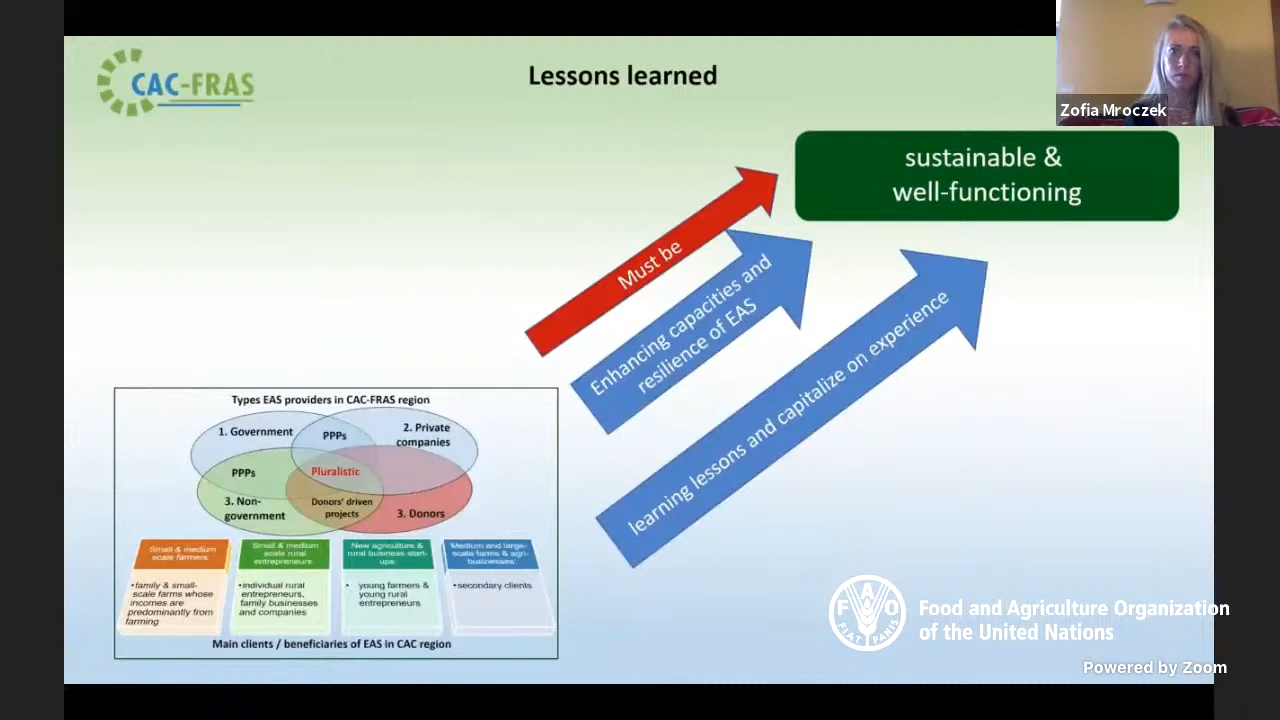 CAC-FRAS
Lessons learned
Zofia Mroczek
sustainable &
well-functioning
Must be
Enhancing capacities and
resilience of EAS
learning lessons and capitalize on experience
Types EAS providers in CAC-FRAS region
1. Government
PPPs
2. Private
companies
PPPs
Pluralistic
3. Non-
government
Donors' driven
projects
3. Donors
Small & medium
scale farmers:
•family & small-
scale farms whose
incomes are
predominantly from
farming
Small & medium
scale rural
entrepreneurs:
•individual rural
entrepreneurs,
family businesses
and companies
New agriculture &
rural business start-
ups:
• young farmers &
young rural
entrepreneurs
Medium and large-
scale farms & agri-
businesses:
•secondary clients
Main clients / beneficiaries of EAS in CAC region
F A O
FIAT PANIS
Food and Agriculture Organization
of the United Nations
Powered by Zoom